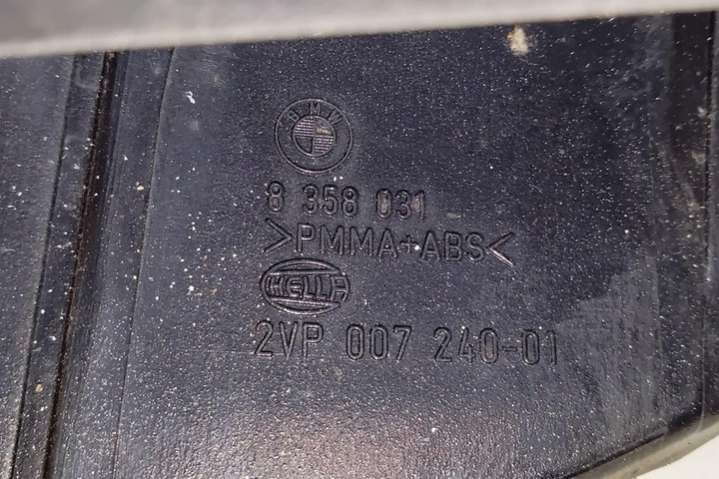 BMW
8 358 031
>PMMA+ABS<
HELLA
2VP 007 240-01